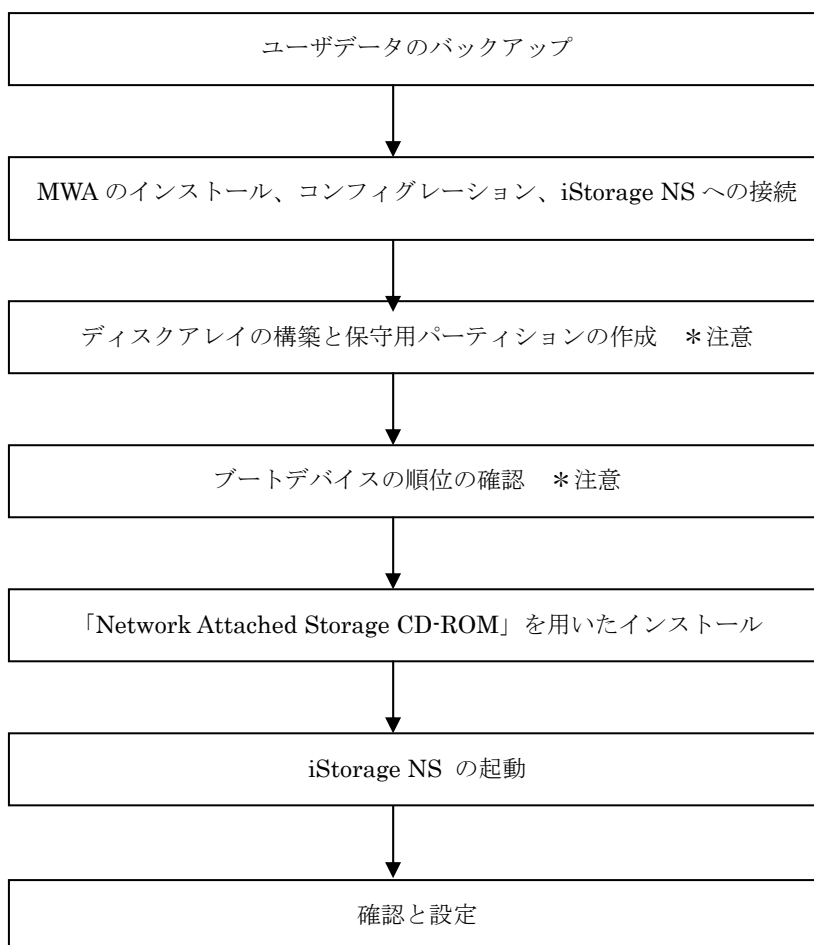 ユーザデータのバックアップ
MWA のインストール、コンフィグレーション、iStorage NS への接続
ディスクアレイの構築と保守用パーティションの作成　＊注意
ブートデバイスの順位の確認　＊注意
「Network Attached Storage CD-ROM」を用いたインストール
iStorage NS の起動
確認と設定